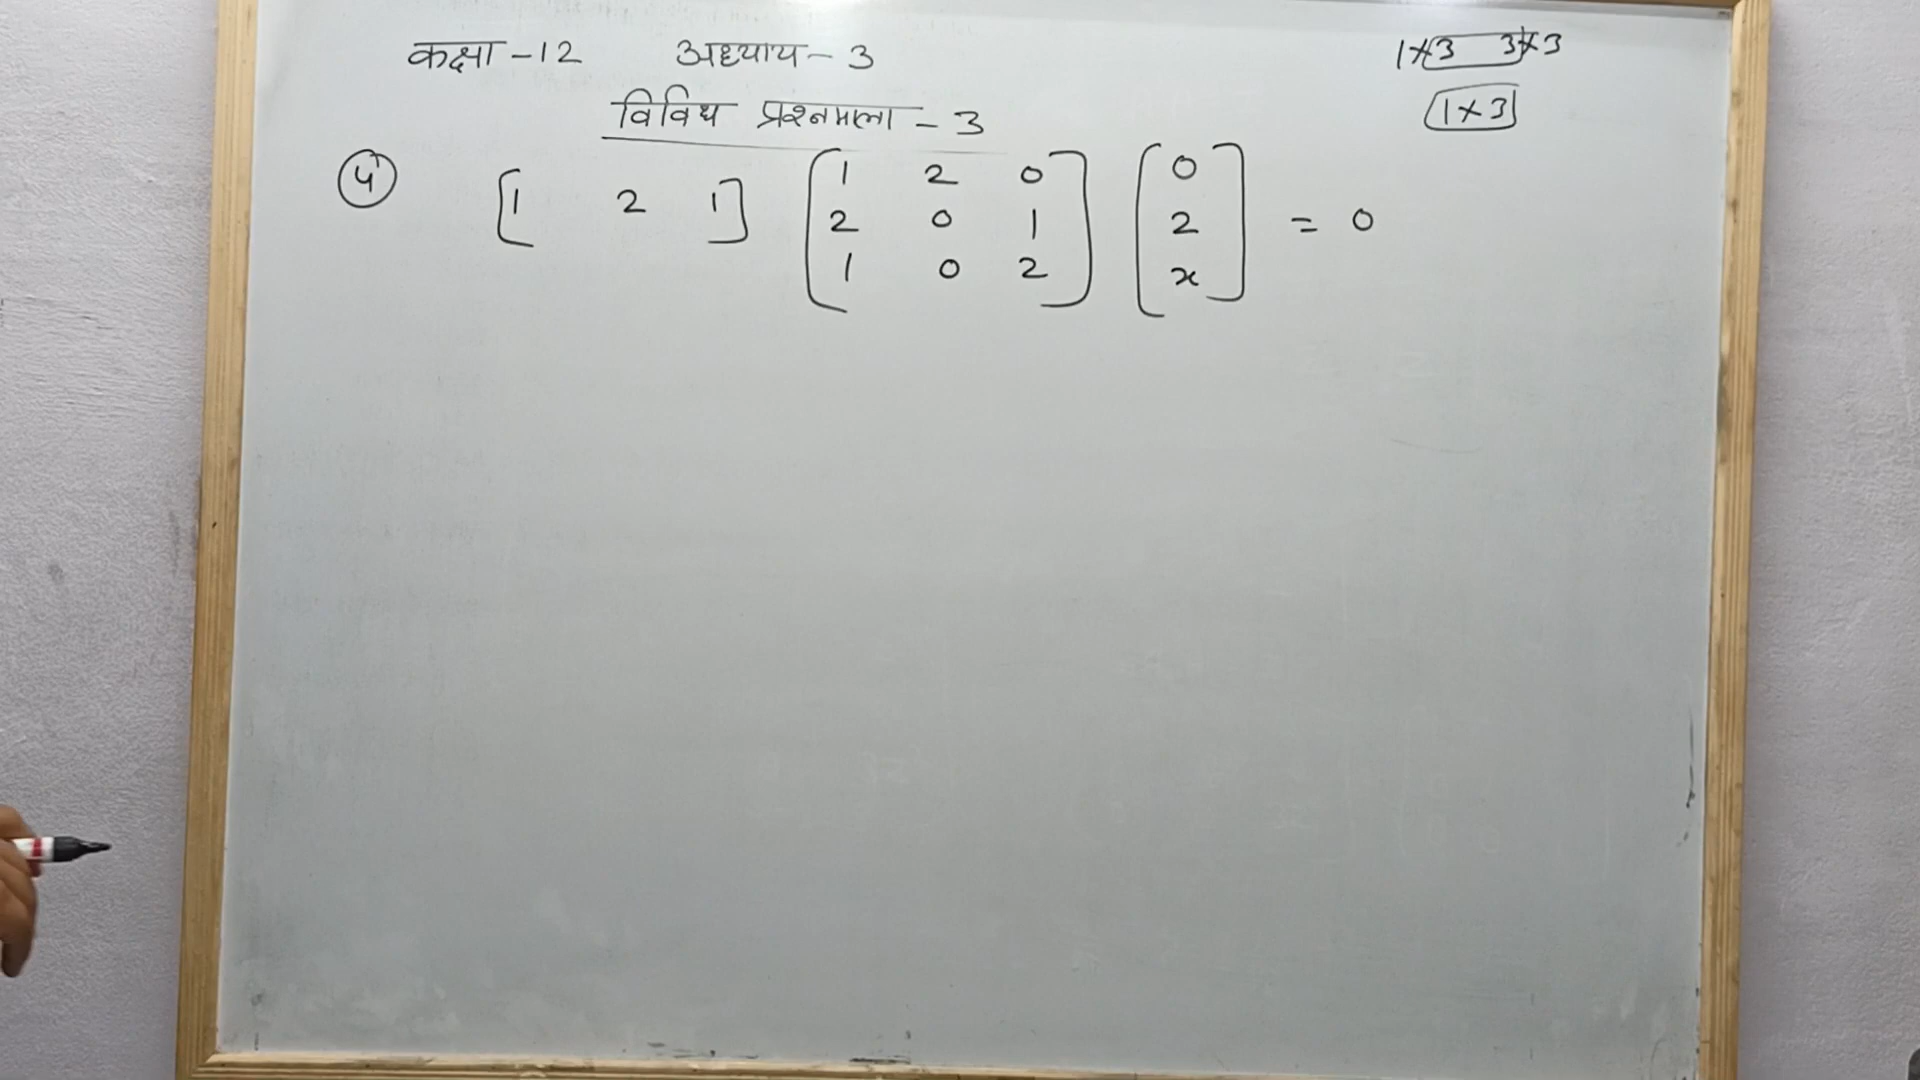 कक्षा - 12 अध्याय - 3
1×3 3×3
विविध प्रश्नमाला - 3
1×3
4 [1 2 1] [1 2 0 [0
2 0 1 2 = 0
1 0 2] x]